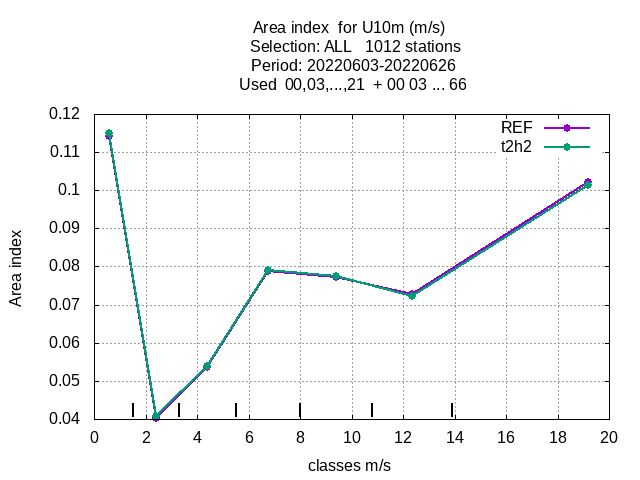 Area index  for U10m (m/s)
Selection: ALL   1012 stations
Period: 20220603-20220626
Used  00,03,...,21  + 00 03 ... 66
REF
t2h2
0.12
0.11
0.1
0.09
0.08
0.07
0.06
0.05
0.04
Area index
0 2 4 6 8 10 12 14 16 18 20
classes m/s